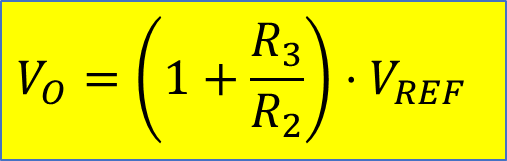 V_O = (1 + R_3/R_2) · V_REF